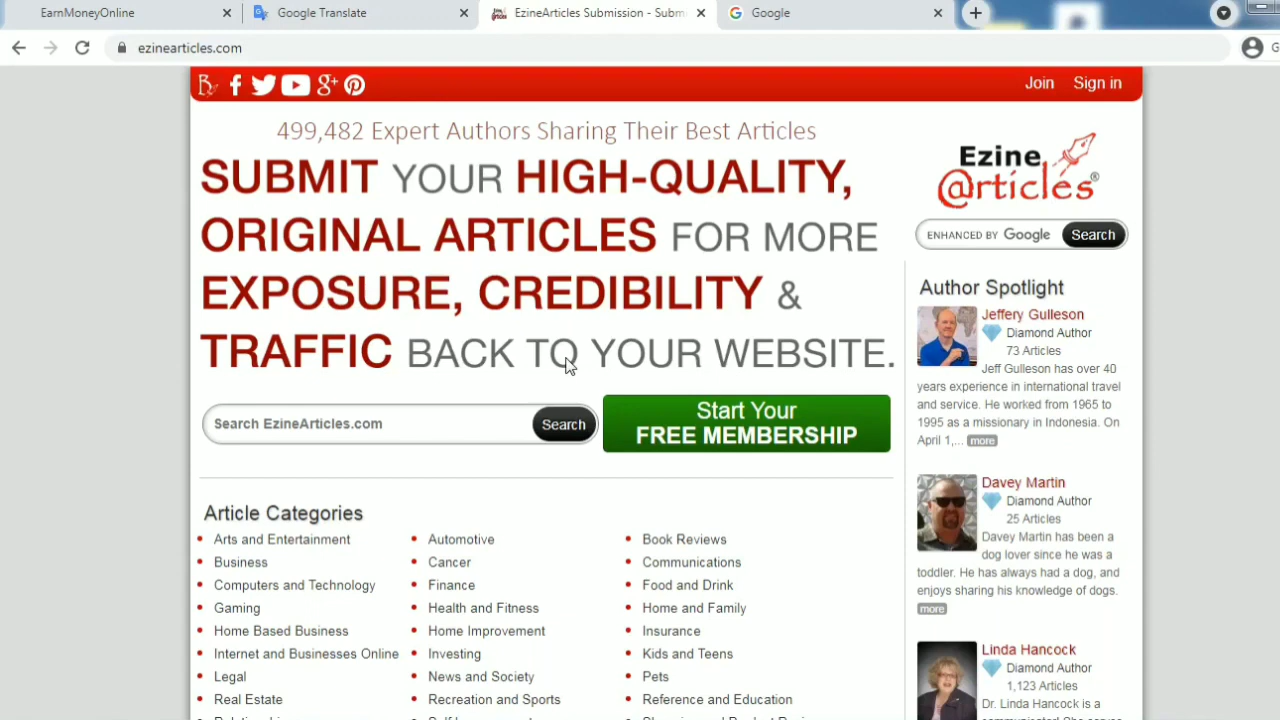 EarnMoneyOnline
Google Translate
EzineArticles Submission - Subm
Google
ezinearticles.com
G
Join
Sign in
499,482 Expert Authors Sharing Their Best Articles
SUBMIT YOUR HIGH-QUALITY,
ORIGINAL ARTICLES FOR MORE
EXPOSURE, CREDIBILITY &
TRAFFIC BACK TO YOUR WEBSITE.
Search EzineArticles.com
Search
Start Your
FREE MEMBERSHIP
Article Categories
Arts and Entertainment
Automotive
Book Reviews
Business
Cancer
Communications
Computers and Technology
Finance
Food and Drink
Gaming
Health and Fitness
Home and Family
Home Based Business
Home Improvement
Insurance
Internet and Businesses Online
Investing
Kids and Teens
Legal
News and Society
Pets
Real Estate
Recreation and Sports
Reference and Education
Ezine
@rticles®
ENHANCED BY Google
Search
Author Spotlight
Jeffery Gulleson
Diamond Author
73 Articles
Jeff Gulleson has over 40
years experience in international travel
and service. He worked from 1965 to
1995 as a missionary in Indonesia. On
April 1,... more
Davey Martin
Diamond Author
25 Articles
Davey Martin has been a
dog lover since he was a
toddler. He has always had a dog, and
enjoys sharing his knowledge of dogs.
more
Linda Hancock
Diamond Author
1,123 Articles
Dr. Linda Hancock is a